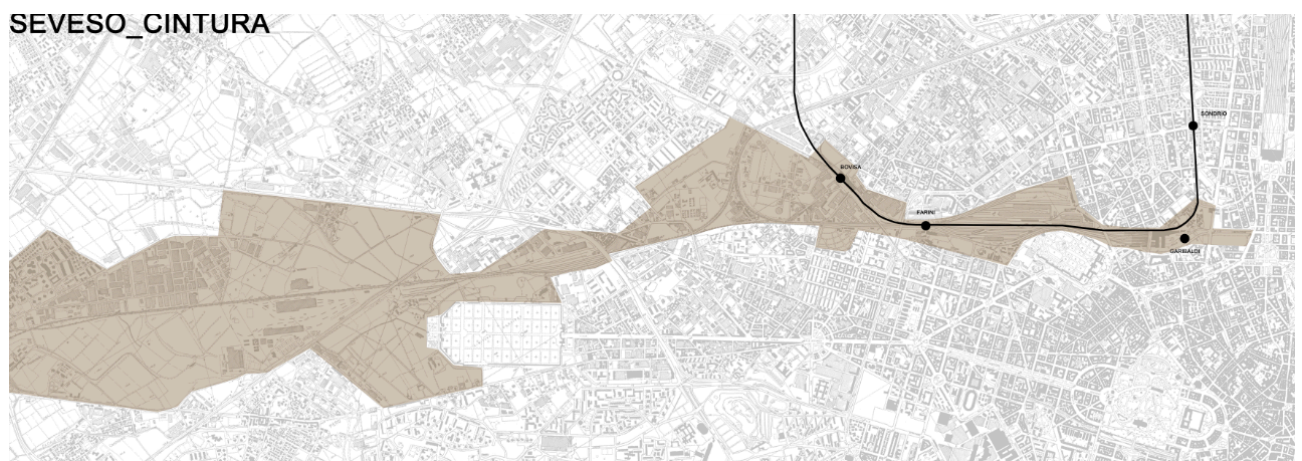 SEVESO_CINTURA
SONDRIO
BOVISA
FARINI
GARIBALDI